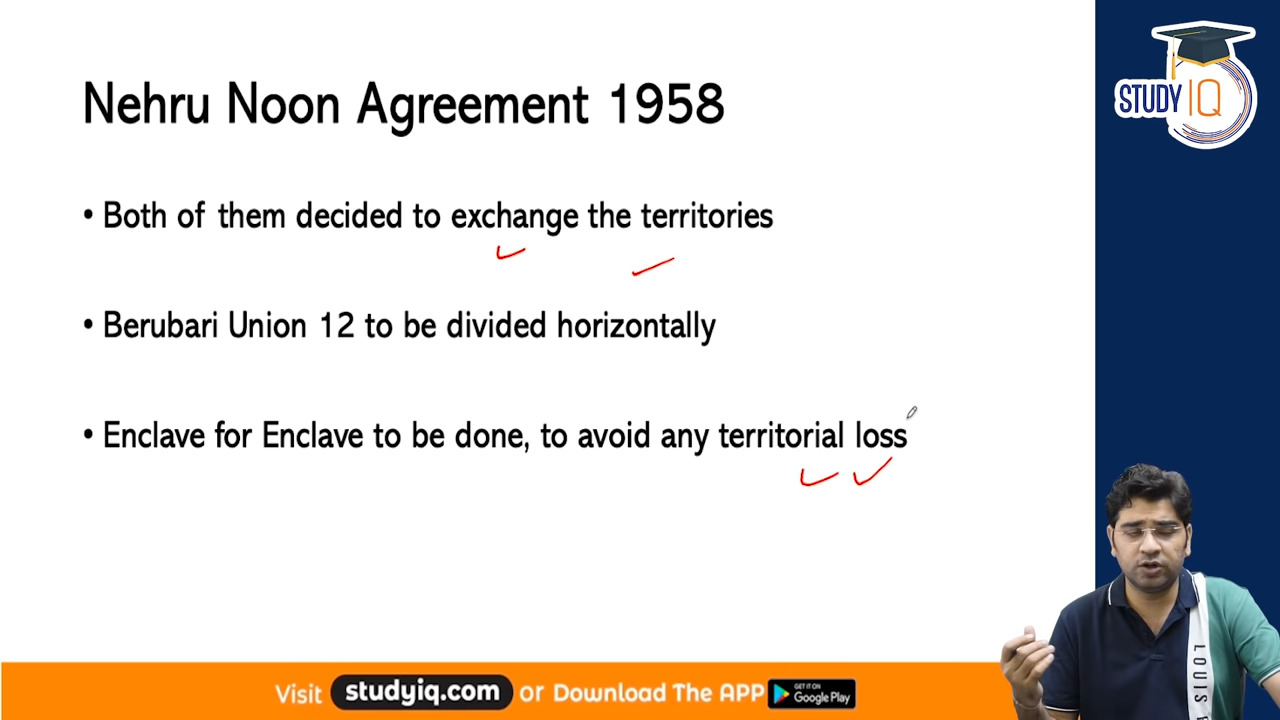 Nehru Noon Agreement 1958
STUDY IQ
• Both of them decided to exchange the territories
• Berubari Union 12 to be divided horizontally
• Enclave for Enclave to be done, to avoid any territorial loss
LOUIS
Visit studyiq.com or Download The APP GET IT ON Google Play